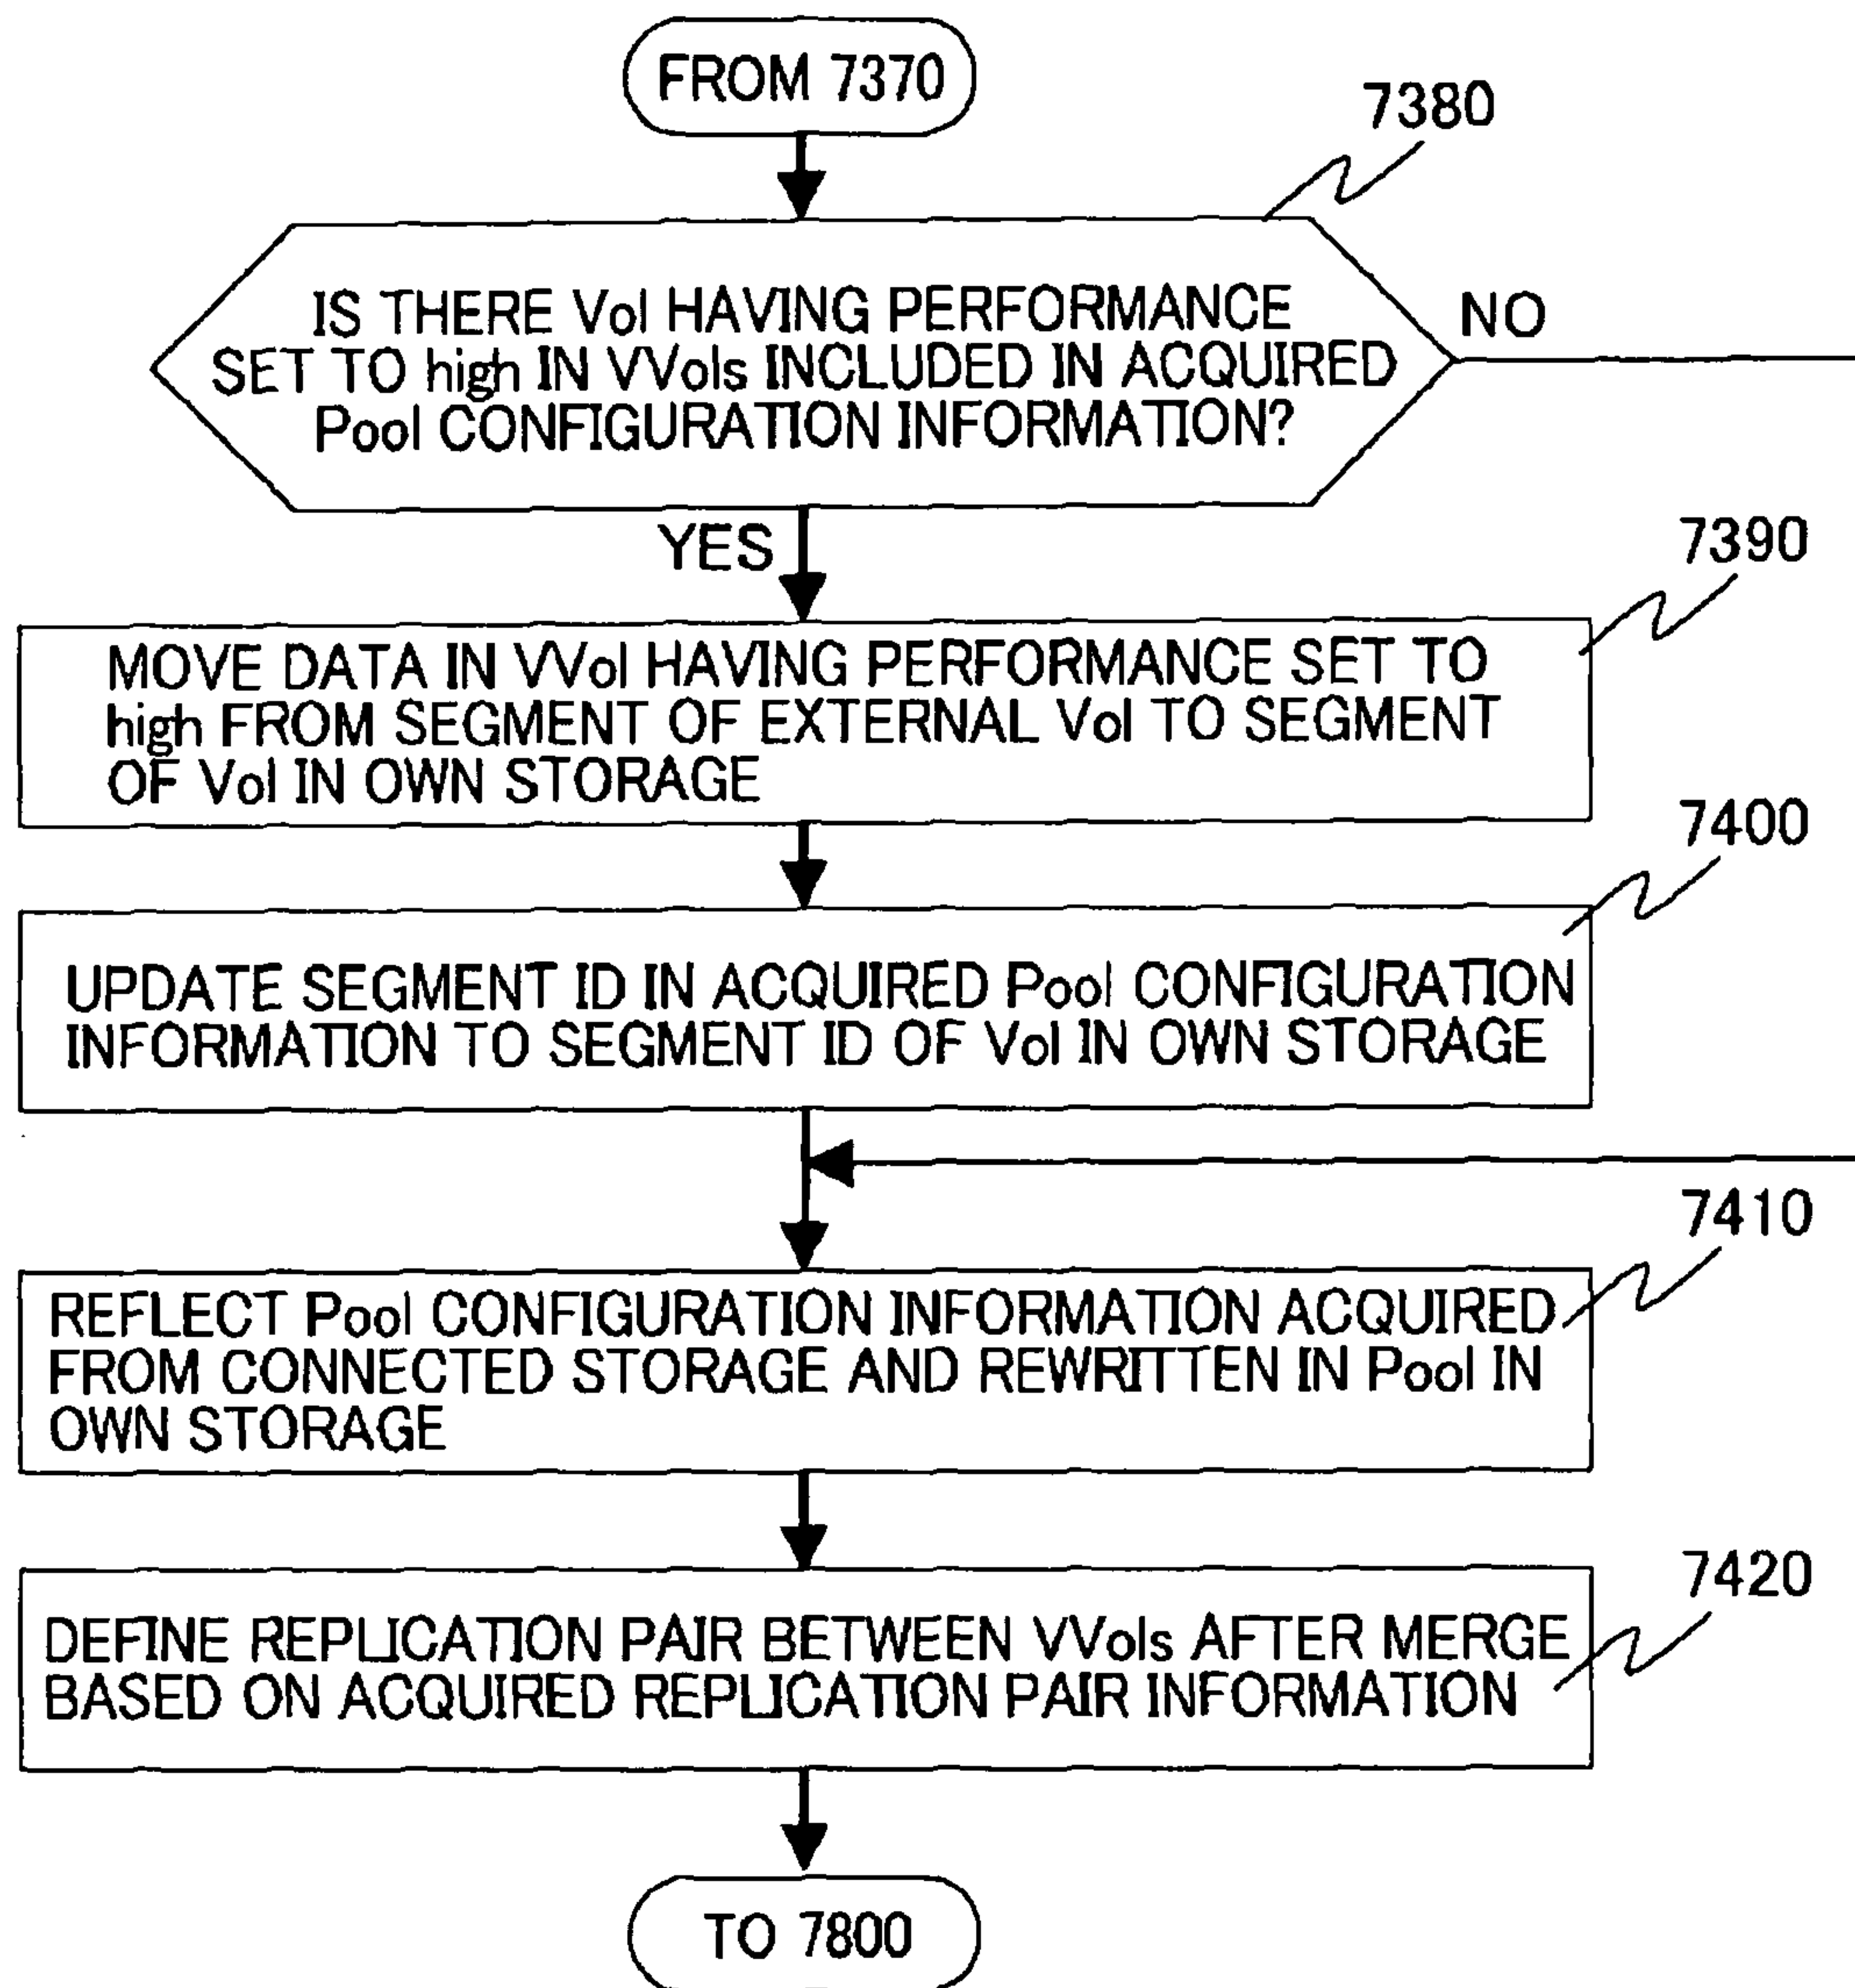 FROM 7370
7380
IS THERE Vol HAVING PERFORMANCE
SET TO high IN VVols INCLUDED IN ACQUIRED
Pool CONFIGURATION INFORMATION?
NO
YES
7390
MOVE DATA IN VVol HAVING PERFORMANCE SET TO
high FROM SEGMENT OF EXTERNAL Vol TO SEGMENT
OF Vol IN OWN STORAGE
7400
UPDATE SEGMENT ID IN ACQUIRED Pool CONFIGURATION
INFORMATION TO SEGMENT ID OF Vol IN OWN STORAGE
7410
REFLECT Pool CONFIGURATION INFORMATION ACQUIRED
FROM CONNECTED STORAGE AND REWRITTEN IN Pool IN
OWN STORAGE
7420
DEFINE REPLICATION PAIR BETWEEN VVols AFTER MERGE
BASED ON ACQUIRED REPLICATION PAIR INFORMATION
TO 7800